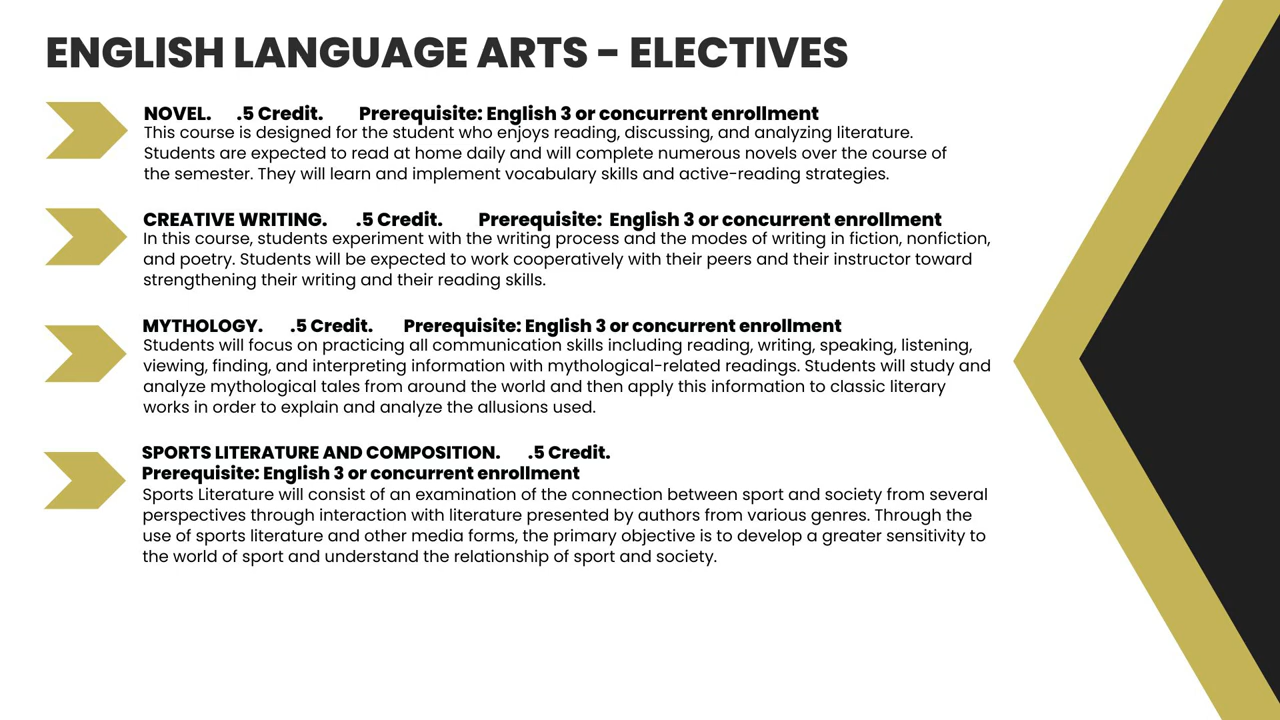 ENGLISH LANGUAGE ARTS - ELECTIVES
NOVEL. .5 Credit. Prerequisite: English 3 or concurrent enrollment
This course is designed for the student who enjoys reading, discussing, and analyzing literature.
Students are expected to read at home daily and will complete numerous novels over the course of
the semester. They will learn and implement vocabulary skills and active-reading strategies.
CREATIVE WRITING. .5 Credit. Prerequisite: English 3 or concurrent enrollment
In this course, students experiment with the writing process and the modes of writing in fiction, nonfiction,
and poetry. Students will be expected to work cooperatively with their peers and their instructor toward
strengthening their writing and their reading skills.
MYTHOLOGY. .5 Credit. Prerequisite: English 3 or concurrent enrollment
Students will focus on practicing all communication skills including reading, writing, speaking, listening,
viewing, finding, and interpreting information with mythological-related readings. Students will study and
analyze mythological tales from around the world and then apply this information to classic literary
works in order to explain and analyze the allusions used.
SPORTS LITERATURE AND COMPOSITION. .5 Credit.
Prerequisite: English 3 or concurrent enrollment
Sports Literature will consist of an examination of the connection between sport and society from several
perspectives through interaction with literature presented by authors from various genres. Through the
use of sports literature and other media forms, the primary objective is to develop a greater sensitivity to
the world of sport and understand the relationship of sport and society.